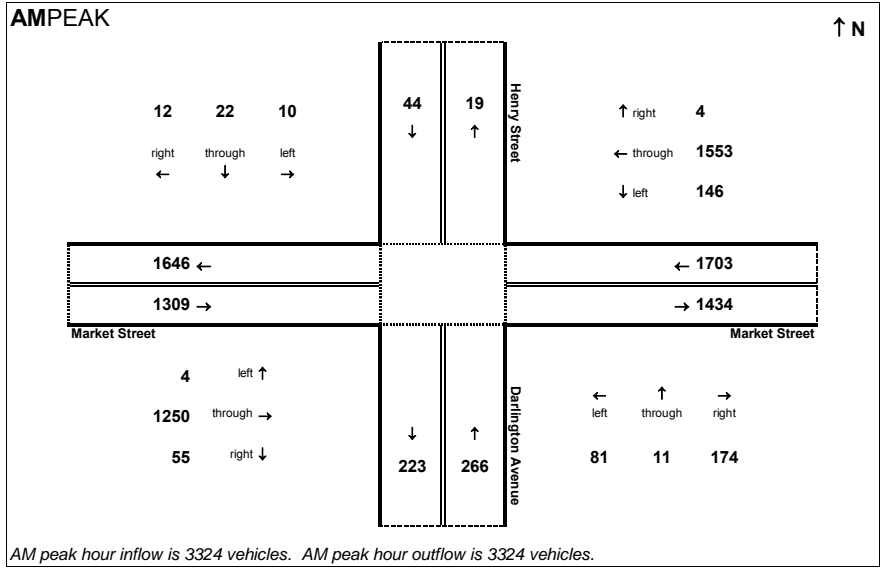 AMPEAK
↑ N
12 22 10
right through left
← ↓ →
44 19
↓ ↑
Henry Street
↑ right 4
← through 1553
↓ left 146
1646 ←
← 1703
1309 →
→ 1434
Market Street
Market Street
4 left ↑
1250 through →
55 right ↓
↓ ↑
223 266
Darlington Avenue
← ↑ →
left through right
81 11 174
AM peak hour inflow is 3324 vehicles. AM peak hour outflow is 3324 vehicles.